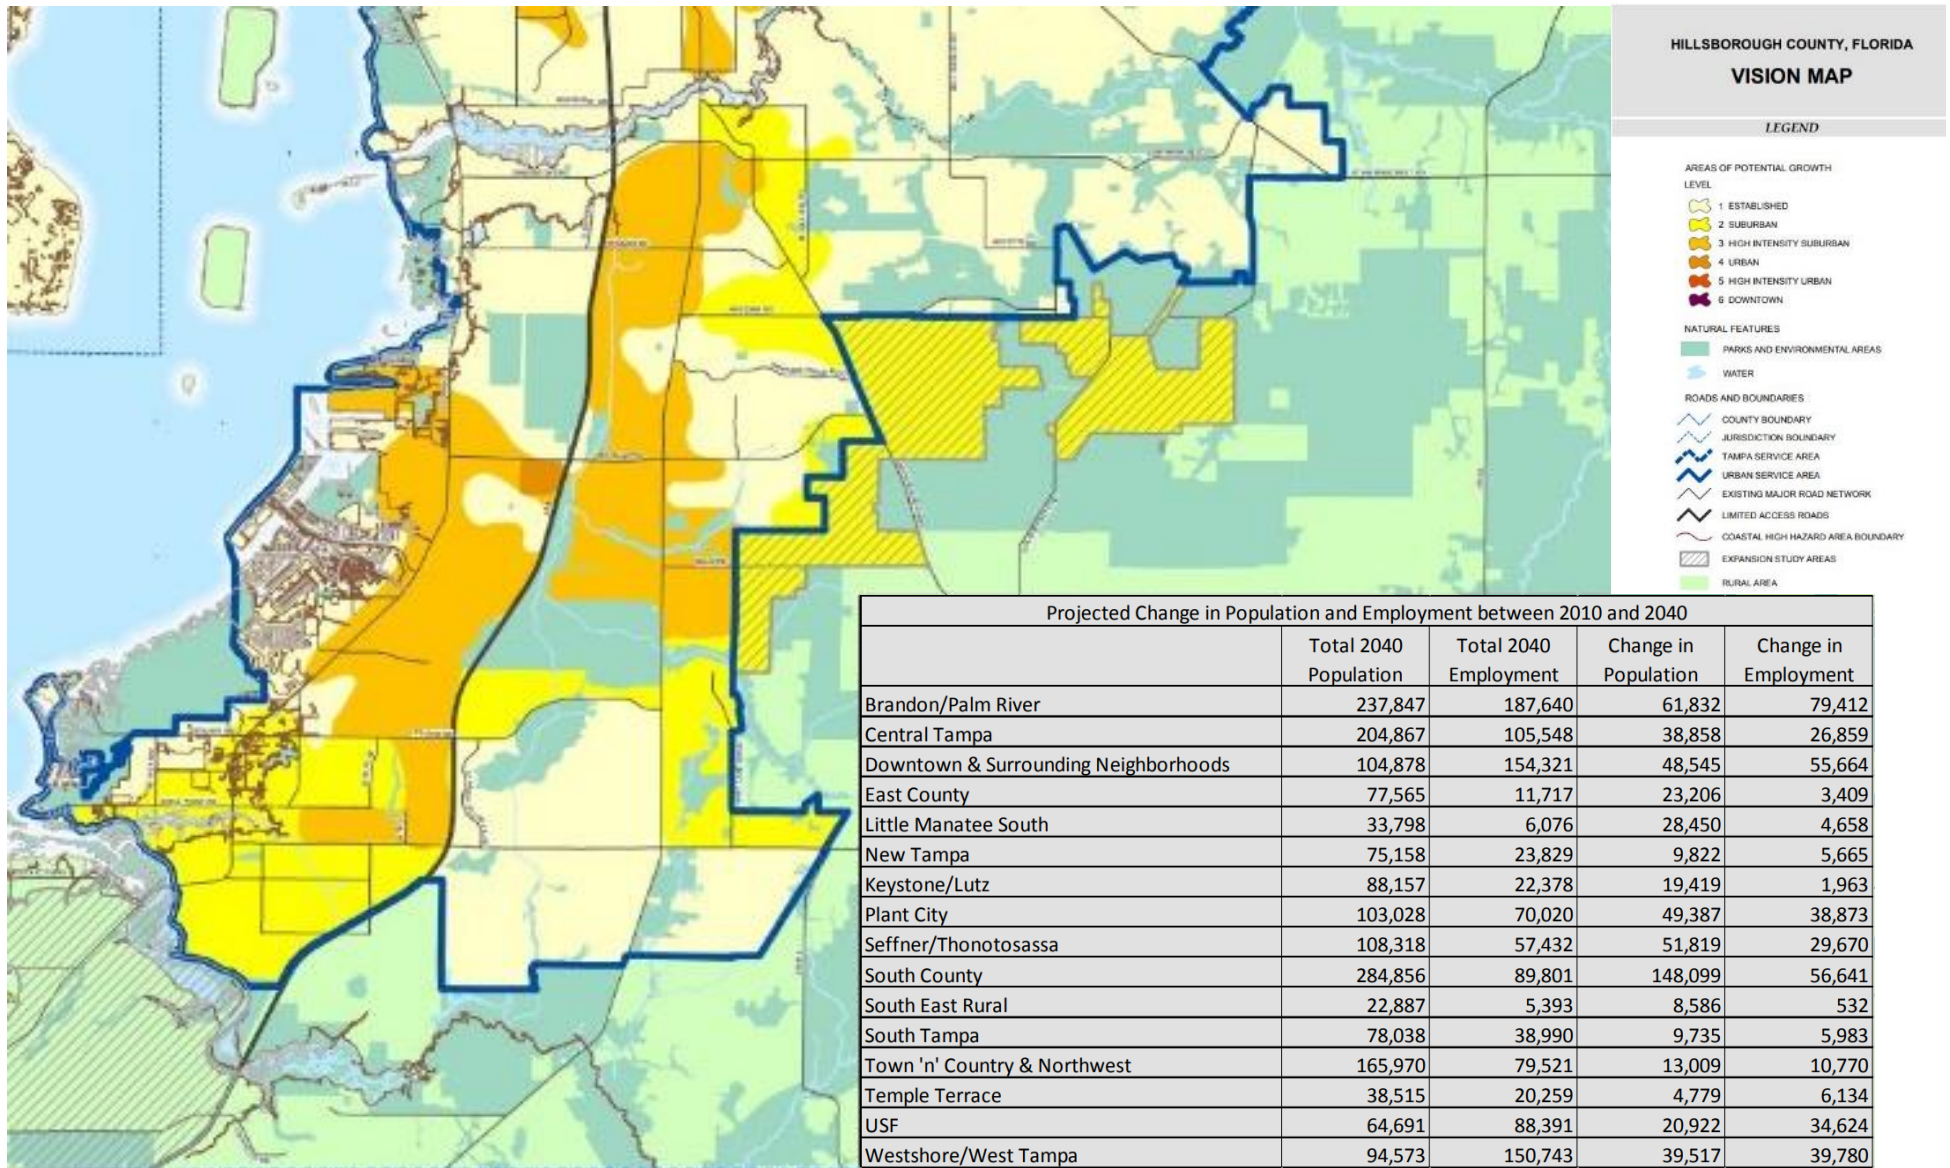 HILLSBOROUGH COUNTY, FLORIDA
VISION MAP
LEGEND
AREAS OF POTENTIAL GROWTH
LEVEL
1 ESTABLISHED
2 SUBURBAN
3 HIGH INTENSITY SUBURBAN
4 URBAN
5 HIGH INTENSITY URBAN
6 DOWNTOWN
NATURAL FEATURES
PARKS AND ENVIRONMENTAL AREAS
WATER
ROADS AND BOUNDARIES
COUNTY BOUNDARY
JURISDICTION BOUNDARY
TAMPA SERVICE AREA
URBAN SERVICE AREA
EXISTING MAJOR ROAD NETWORK
LIMITED ACCESS ROADS
COASTAL HIGH HAZARD AREA BOUNDARY
EXPANSION STUDY AREAS
RURAL AREA
Projected Change in Population and Employment between 2010 and 2040
Total 2040 Total 2040 Change in Change in
Population Employment Population Employment
Brandon/Palm River 237,847 187,640 61,832 79,412
Central Tampa 204,867 105,548 38,858 26,859
Downtown & Surrounding Neighborhoods 104,878 154,321 48,545 55,664
East County 77,565 11,717 23,206 3,409
Little Manatee South 33,798 6,076 28,450 4,658
New Tampa 75,158 23,829 9,822 5,665
Keystone/Lutz 88,157 22,378 19,419 1,963
Plant City 103,028 70,020 49,387 38,873
Seffner/Thonotosassa 108,318 57,432 51,819 29,670
South County 284,856 89,801 148,099 56,641
South East Rural 22,887 5,393 8,586 532
South Tampa 78,038 38,990 9,735 5,983
Town 'n' Country & Northwest 165,970 79,521 13,009 10,770
Temple Terrace 38,515 20,259 4,779 6,134
USF 64,691 88,391 20,922 34,624
Westshore/West Tampa 94,573 150,743 39,517 39,780